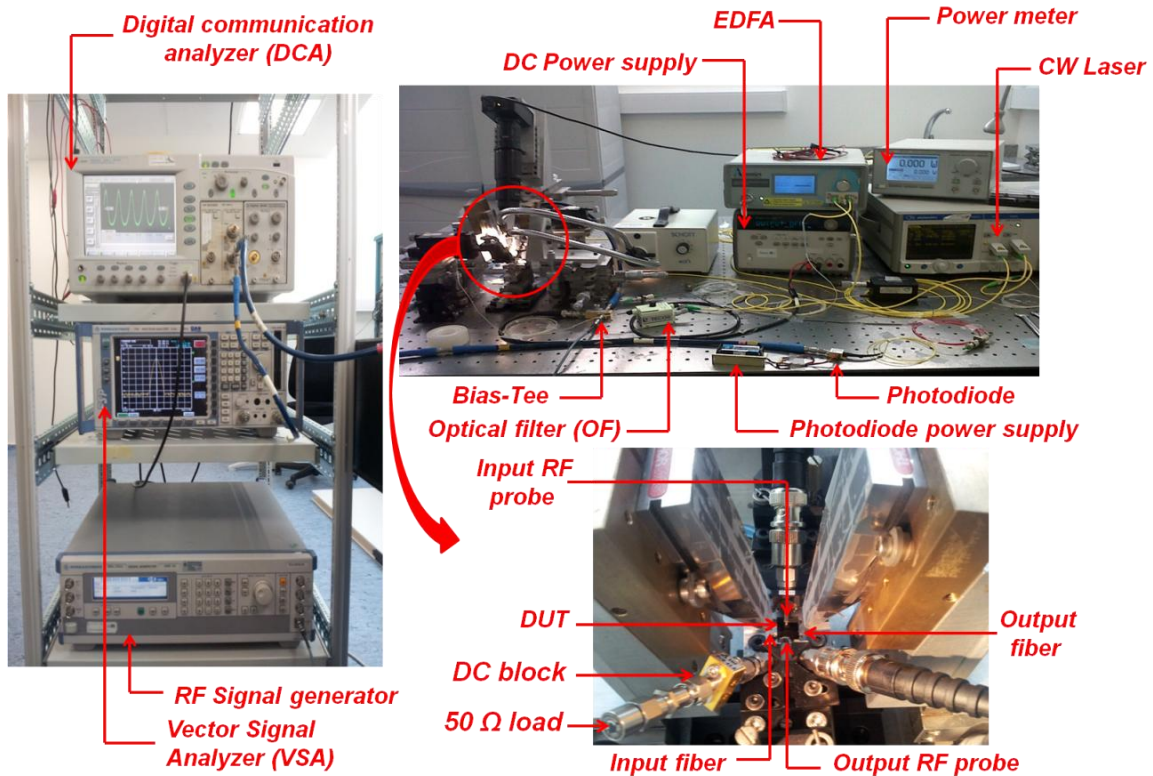 Digital communication
analyzer (DCA)
EDFA
Power meter
DC Power supply
CW Laser
Bias-Tee
Photodiode
Optical filter (OF)
Photodiode power supply
Input RF
probe
DUT
Output
fiber
DC block
50 Ω load
Input fiber
Output RF probe
RF Signal generator
Vector Signal
Analyzer (VSA)
0.000 W
SCHOTT